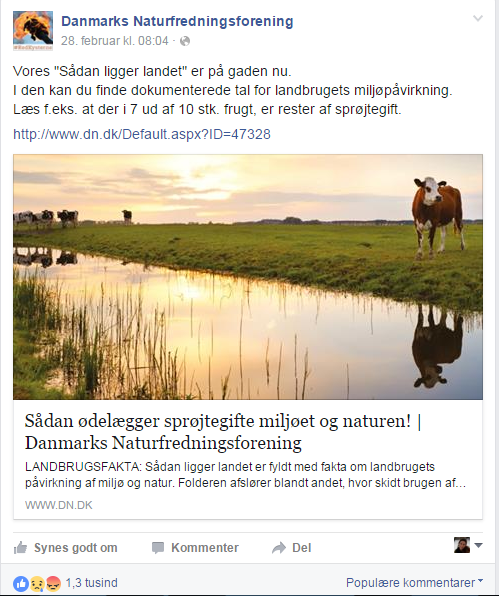 Danmarks Naturfredningsforening
28. februar kl. 08:04 ·
Vores "Sådan ligger landet" er på gaden nu.
I den kan du finde dokumenterede tal for landbrugets miljøpåvirkning.
Læs f.eks. at der i 7 ud af 10 stk. frugt, er rester af sprøjtegift.
http://www.dn.dk/Default.aspx?ID=47328
Sådan ødelægger sprøjtegifte miljøet og naturen! |
Danmarks Naturfredningsforening
LANDBRUGSFAKTA: Sådan ligger landet er fyldt med fakta om landbrugets
påvirkning af miljø og natur. Folderen afslører blandt andet, hvor skidt brugen af...
WWW.DN.DK
Synes godt om
Kommenter
Del
1,3 tusind
Populære kommentarer